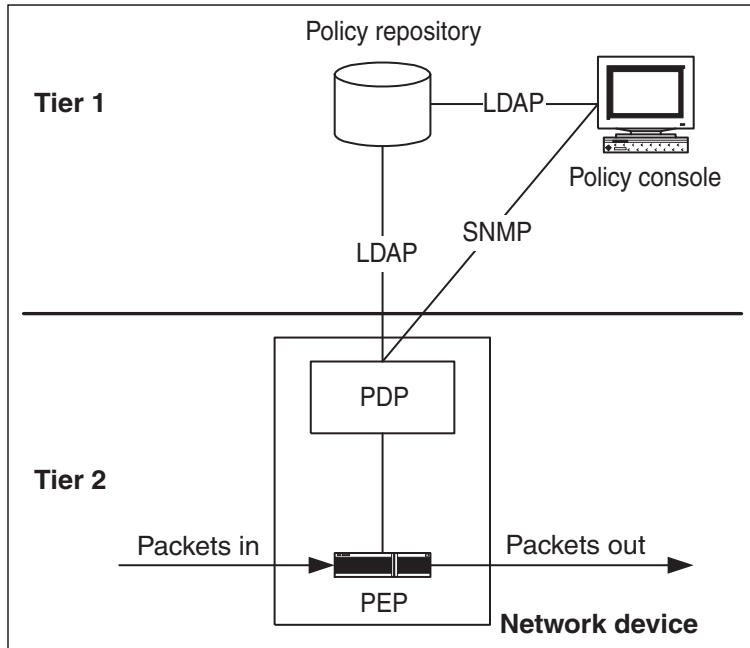 Policy repository
Tier 1
LDAP
Policy console
SNMP
LDAP
PDP
Tier 2
Packets in
Packets out
PEP
Network device